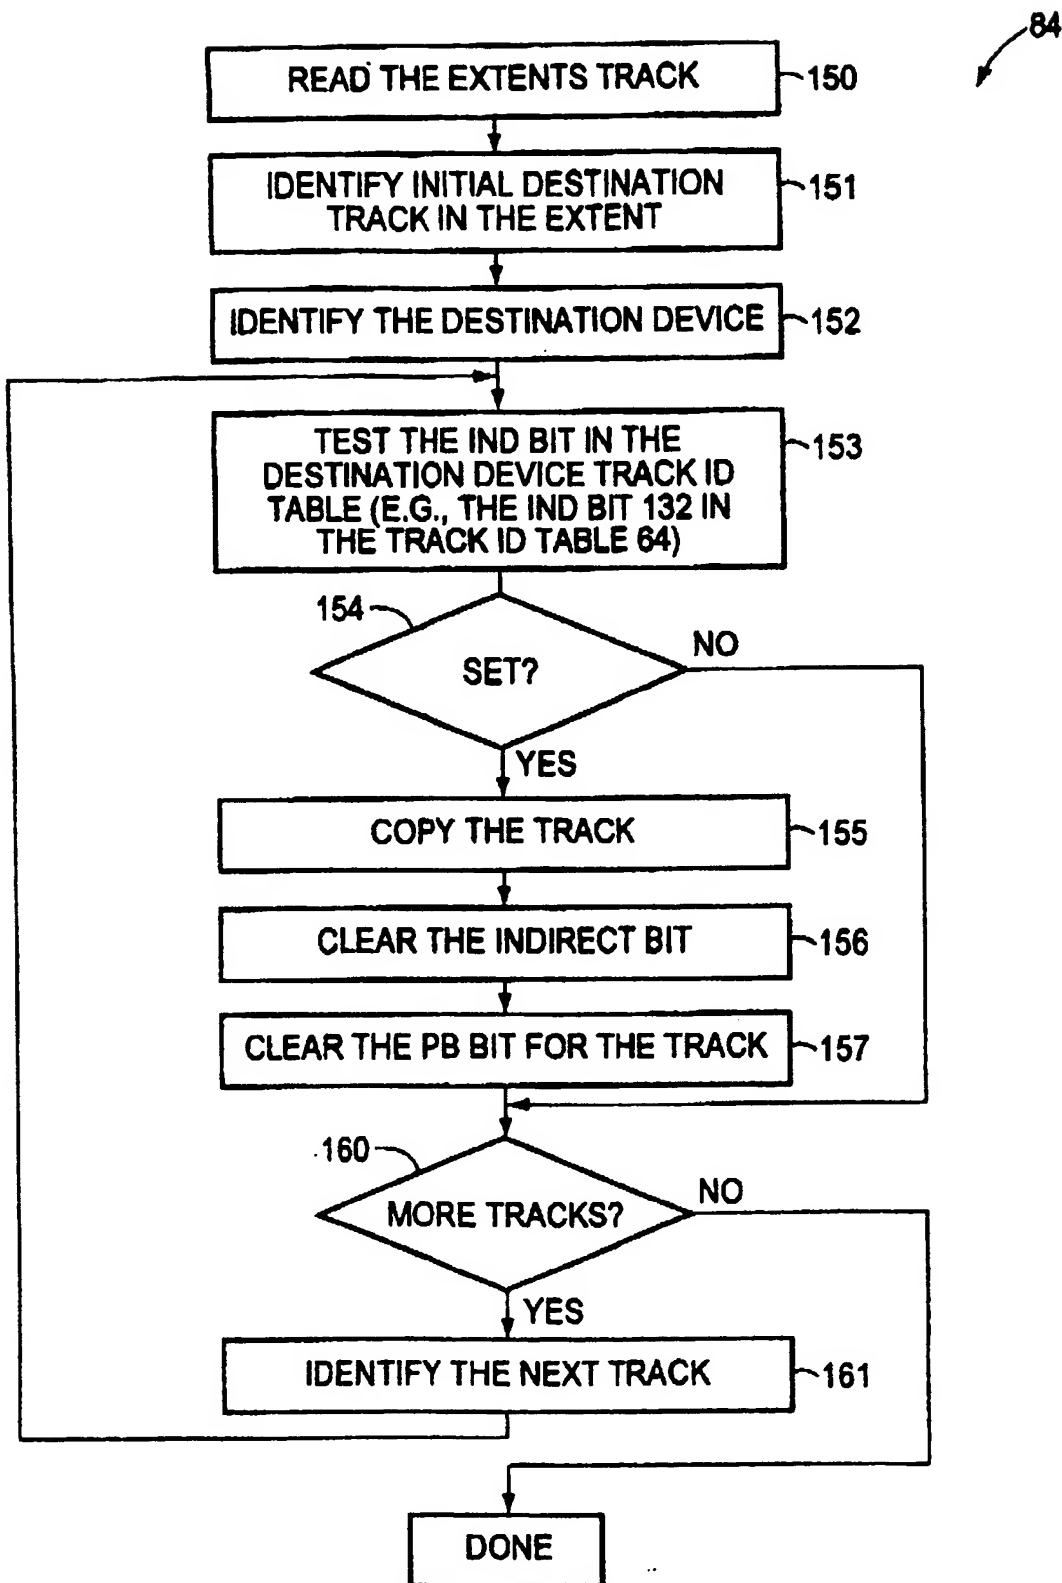 84
READ THE EXTENTS TRACK
150
IDENTIFY INITIAL DESTINATION
TRACK IN THE EXTENT
151
IDENTIFY THE DESTINATION DEVICE
152
TEST THE IND BIT IN THE
DESTINATION DEVICE TRACK ID
TABLE (E.G., THE IND BIT 132 IN
THE TRACK ID TABLE 64)
153
154
SET?
NO
YES
COPY THE TRACK
155
CLEAR THE INDIRECT BIT
156
CLEAR THE PB BIT FOR THE TRACK
157
160
MORE TRACKS?
NO
YES
IDENTIFY THE NEXT TRACK
161
DONE